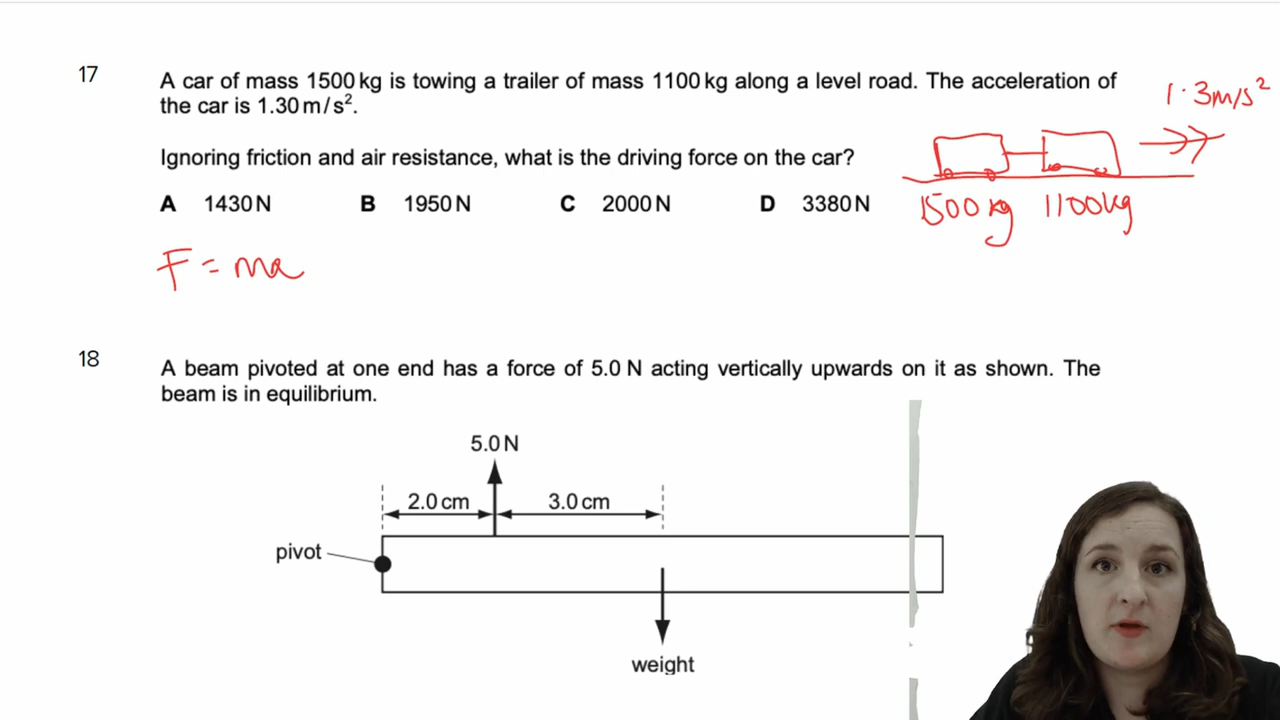 17
A car of mass 1500 kg is towing a trailer of mass 1100 kg along a level road. The acceleration of
the car is 1.30 m/s².
1·3m/s²
Ignoring friction and air resistance, what is the driving force on the car?
A 1430 N B 1950 N C 2000 N D 3380 N
1500 kg 1100kg
F = ma
18
A beam pivoted at one end has a force of 5.0 N acting vertically upwards on it as shown. The
beam is in equilibrium.
5.0 N
2.0 cm 3.0 cm
pivot
weight